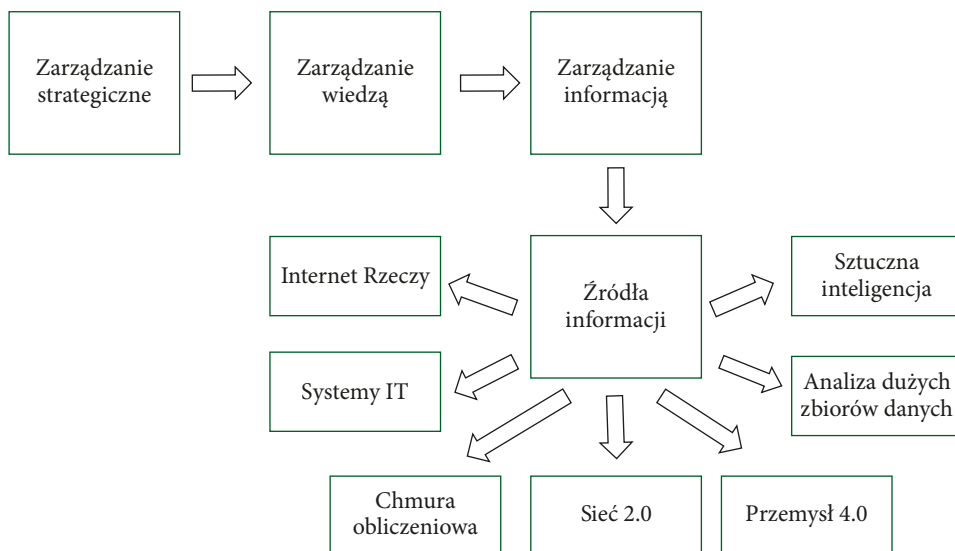 Zarządzanie
strategiczne
Zarządzanie
wiedzą
Zarządzanie
informacją
Internet Rzeczy
Źródła
informacji
Sztuczna
inteligencja
Systemy IT
Analiza dużych
zbiorów danych
Chmura
obliczeniowa
Sieć 2.0
Przemysł 4.0